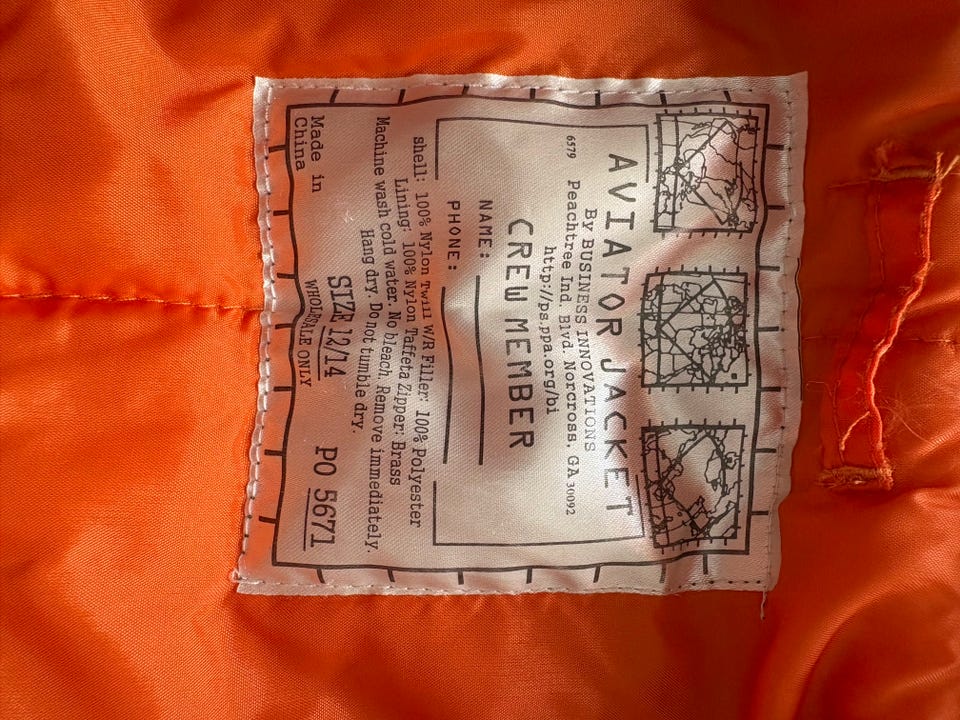 AVIATOR JACKET
By BUSINESS INNOVATIONS
6579 Peachtree Ind. Blvd. Norcross, GA 30092
http://ps.ppa.org/bi
CREW MEMBER
NAME:
PHONE:
shell: 100% Nylon Twill W/R Filler: 100% Polyester
Lining: 100% Nylon Taffeta Zipper: Brass
Machine wash cold water. No bleach. Remove immediately.
Hang dry. Do not tumble dry.
Made in
China
SIZE 12/14
WHOLESALE ONLY
PO 5671